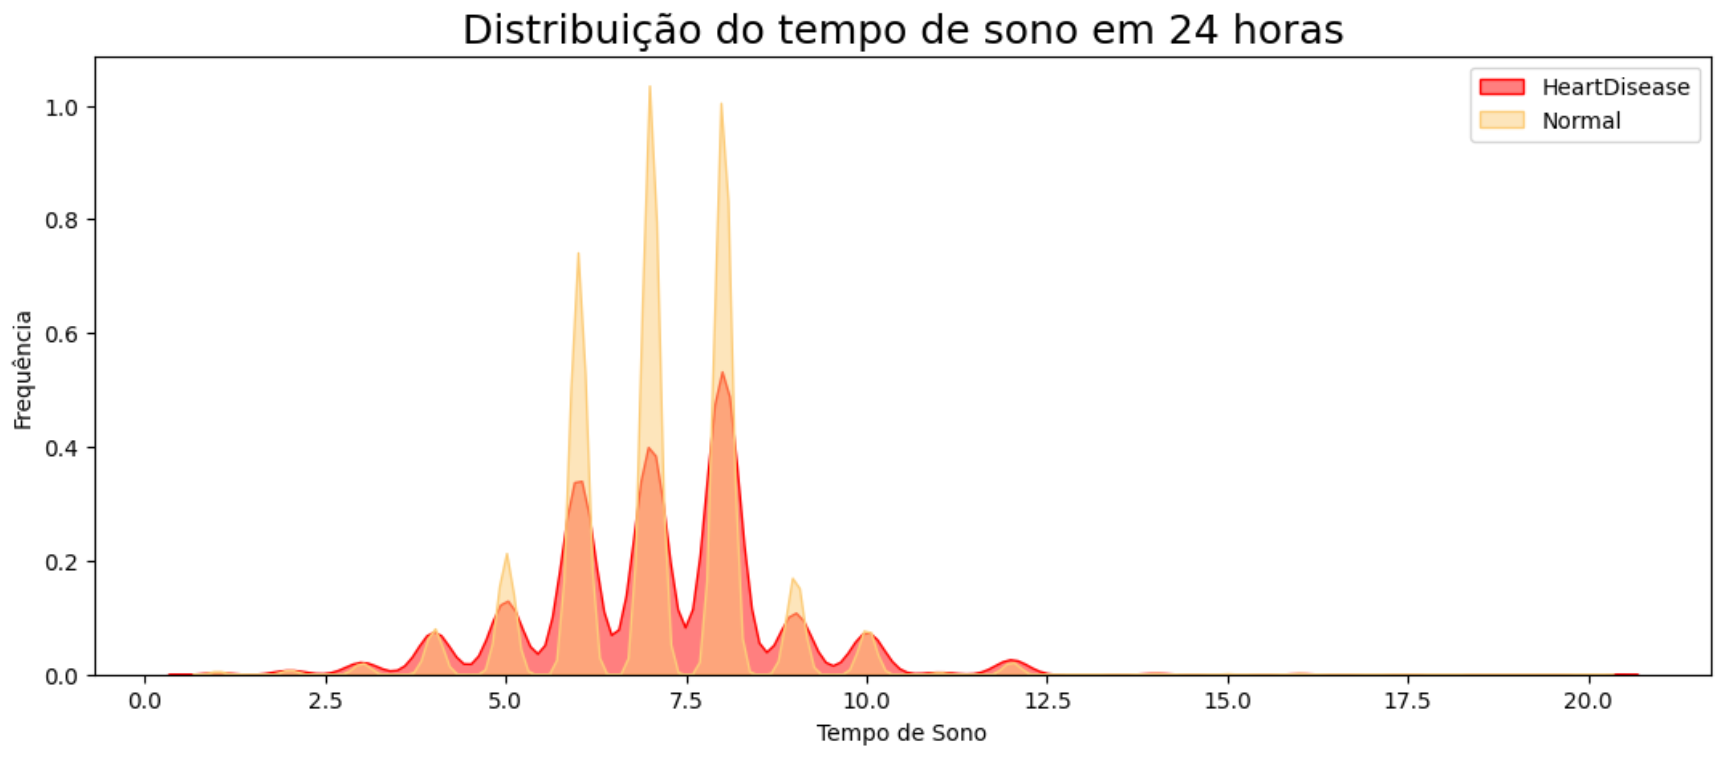 Distribuição do tempo de sono em 24 horas
HeartDisease
Normal
Frequência
1.0
0.8
0.6
0.4
0.2
0.0
0.0 2.5 5.0 7.5 10.0 12.5 15.0 17.5 20.0
Tempo de Sono